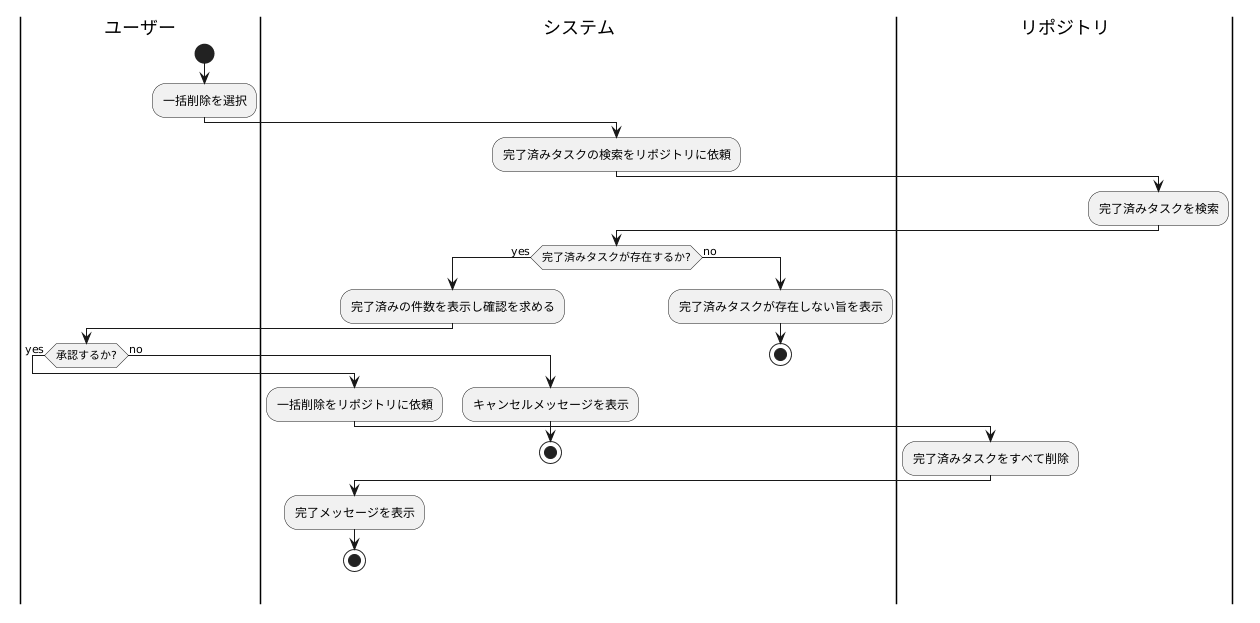 ユーザー
システム
リポジトリ
一括削除を選択
完了済みタスクの検索をリポジトリに依頼
完了済みタスクを検索
yes
完了済みタスクが存在するか?
no
完了済みの件数を表示し確認を求める
完了済みタスクが存在しない旨を表示
yes
承認するか?
no
一括削除をリポジトリに依頼
キャンセルメッセージを表示
完了済みタスクをすべて削除
完了メッセージを表示